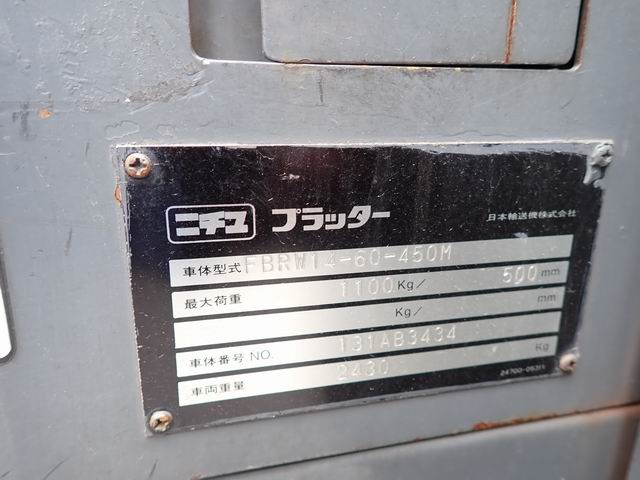 ニチユ プラッター 日本輸送機株式会社
車体型式 FBRW14-60-450M
最大荷重 1100 Kg/ 500 mm
Kg/ mm
車体番号 NO. 131AB3434
車両重量 2430 Kg
24700-05311